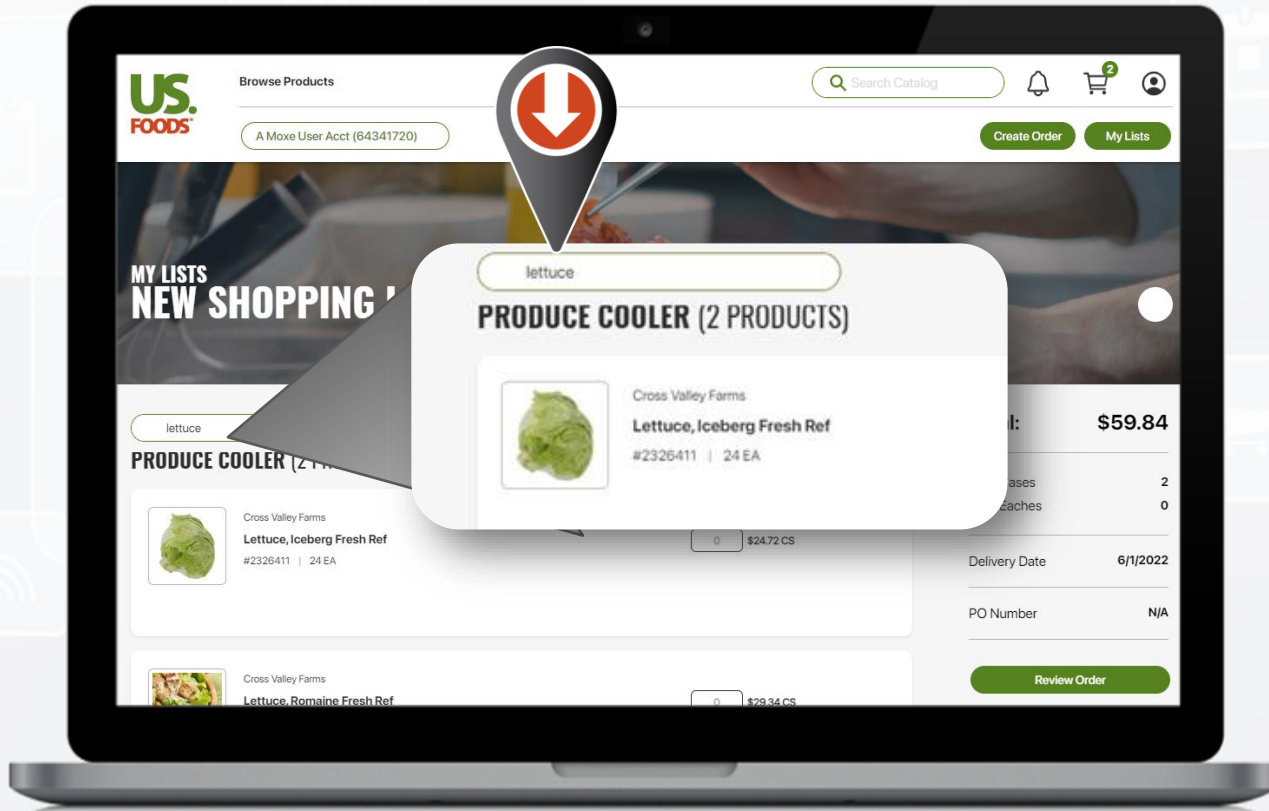 US.
FOODS
Browse Products
Search Catalog
2
A Moxe User Acct (64341720)
Create Order
My Lists
MY LISTS
NEW SHOPPING
lettuce
PRODUCE COOLER (2 PRODUCTS)
Cross Valley Farms
Lettuce, Iceberg Fresh Ref
#2326411 | 24 EA
lettuce
PRODUCE COOLER (2
Cross Valley Farms
Lettuce, Iceberg Fresh Ref
#2326411 | 24 EA
0 $24.72 CS
Cross Valley Farms
Lettuce, Romaine Fresh Ref
0 $29.34 CS
$59.84
2
0
Delivery Date 6/1/2022
PO Number N/A
Review Order